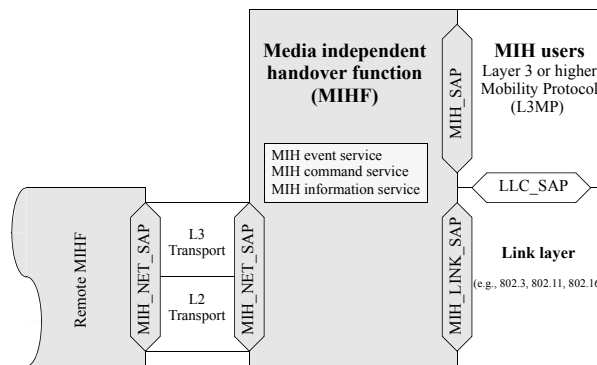 Media independent
handover function
(MIHF)
MIH event service
MIH command service
MIH information service
MIH_SAP
MIH users
Layer 3 or higher
Mobility Protocol
(L3MP)
LLC_SAP
MIH_LINK_SAP
Link layer
(e.g., 802.3, 802.11, 802.16
Remote MIHF
MIH_NET_SAP
L3
Transport
L2
Transport
MIH_NET_SAP